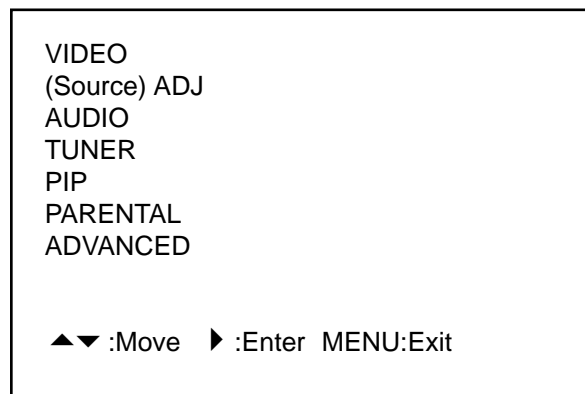 VIDEO
(Source) ADJ
AUDIO
TUNER
PIP
PARENTAL
ADVANCED
▲▼ :Move ▶ :Enter MENU:Exit